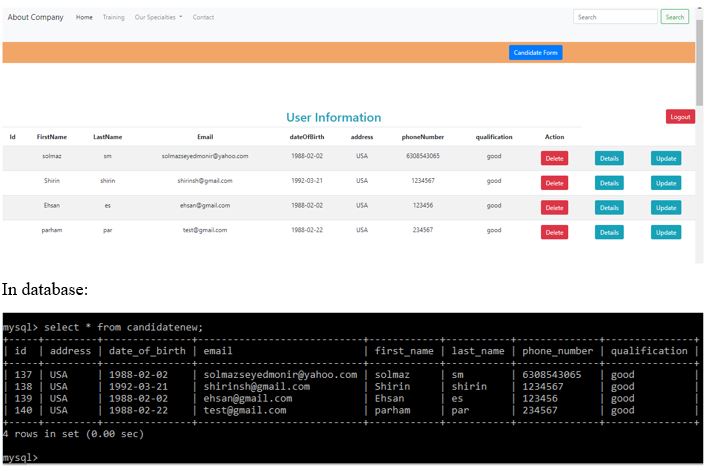 About Company Home Training Our Specialties Contact Search Search
Candidate Form
User Information
Logout
Id FirstName LastName Email dateOfBirth address phoneNumber qualification Action
solmaz sm solmazseyedmonir@yahoo.com 1988-02-02 USA 6308543065 good Delete Details Update
Shirin shirin shirinsh@gmail.com 1992-03-21 USA 1234567 good Delete Details Update
Ehsan es ehsan@gmail.com 1988-02-02 USA 123456 good Delete Details Update
parham par test@gmail.com 1988-02-22 USA 234567 good Delete Details Update
In database:
mysql> select * from candidatenew;
+-----+---------+---------------+----------------------------+------------+-----------+--------------+---------------+
| id | address | date_of_birth | email | first_name | last_name | phone_number | qualification |
+-----+---------+---------------+----------------------------+------------+-----------+--------------+---------------+
| 137 | USA | 1988-02-02 | solmazseyedmonir@yahoo.com | solmaz | sm | 6308543065 | good |
| 138 | USA | 1992-03-21 | shirinsh@gmail.com | Shirin | shirin | 1234567 | good |
| 139 | USA | 1988-02-02 | ehsan@gmail.com | Ehsan | es | 123456 | good |
| 140 | USA | 1988-02-22 | test@gmail.com | parham | par | 234567 | good |
+-----+---------+---------------+----------------------------+------------+-----------+--------------+---------------+
4 rows in set (0.00 sec)
mysql>